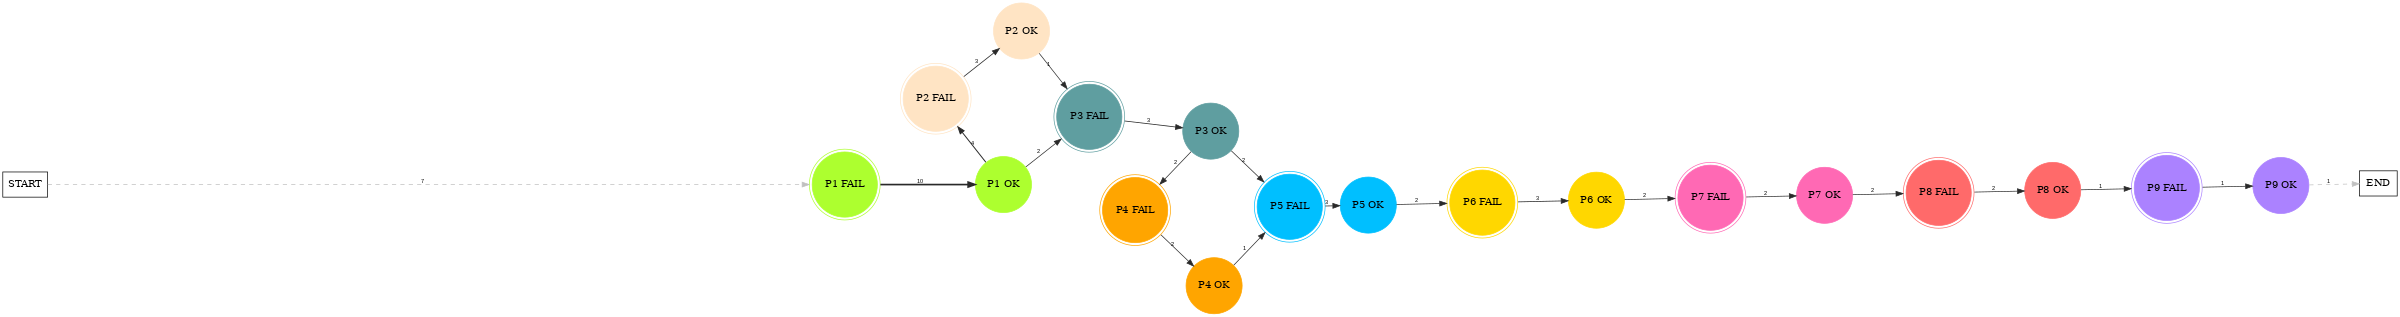 START
7
P1 FAIL
10
P1 OK
4
P2 FAIL
3
P2 OK
1
2
P3 FAIL
3
P3 OK
2
2
P4 FAIL
2
P4 OK
1
P5 FAIL
3
P5 OK
2
P6 FAIL
3
P6 OK
2
P7 FAIL
2
P7 OK
2
P8 FAIL
2
P8 OK
1
P9 FAIL
1
P9 OK
1
END